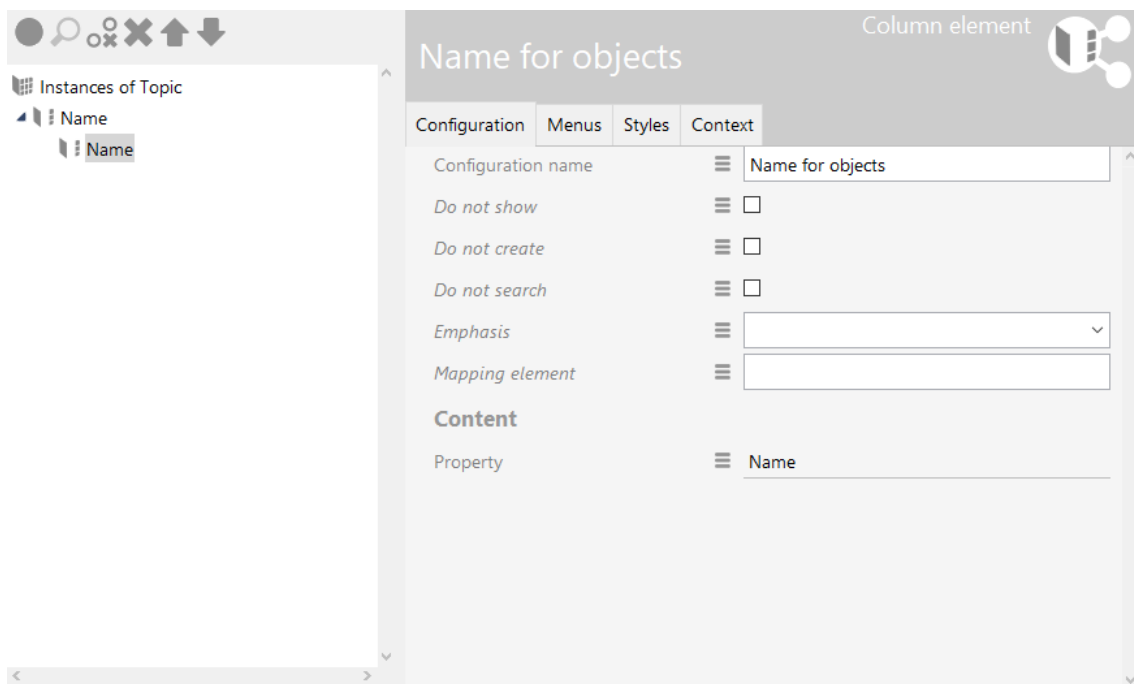 Column element
Name for objects
Instances of Topic
Name
Name
Configuration Menus Styles Context
Configuration name Name for objects
Do not show
Do not create
Do not search
Emphasis
Mapping element
Content
Property Name